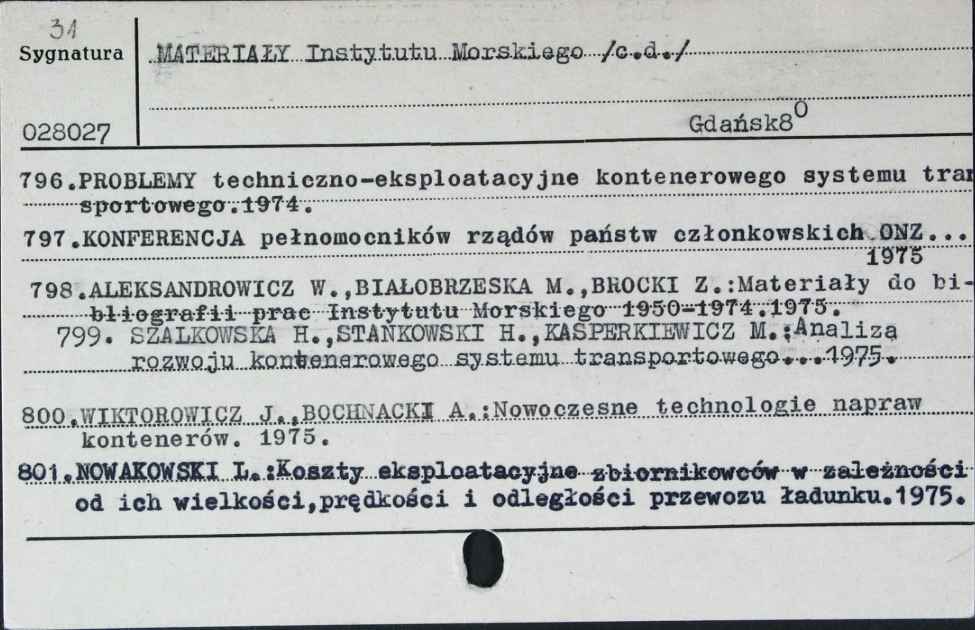 31
Sygnatura
MATERIAŁY Instytutu Morskiego /c.d./
028027
Gdańsk8⁰
796.PROBLEMY techniczno-eksploatacyjne kontenerowego systemu tran
sportowego.1974.
797.KONFERENCJA pełnomocników rządów państw członkowskich ONZ...
1975
798.ALEKSANDROWICZ W.,BIAŁOBRZESKA M.,BROCKI Z.:Materiały do bi-
bliografii prac Instytutu Morskiego 1950-1974.1975.
799. SZALKOWSKA H.,STANKOWSKI H.,KASPERKIEWICZ M.:Analiza
rozwoju kontenerowego systemu transportowego...1975.
800.WIKTOROWICZ J.,BOCHNACKI A.:Nowoczesne technologie napraw
kontenerów. 1975.
801.NOWAKOWSKI L.:Koszty eksploatacyjne zbiornikowców w zależności
od ich wielkości,prędkości i odległości przewozu ładunku.1975.